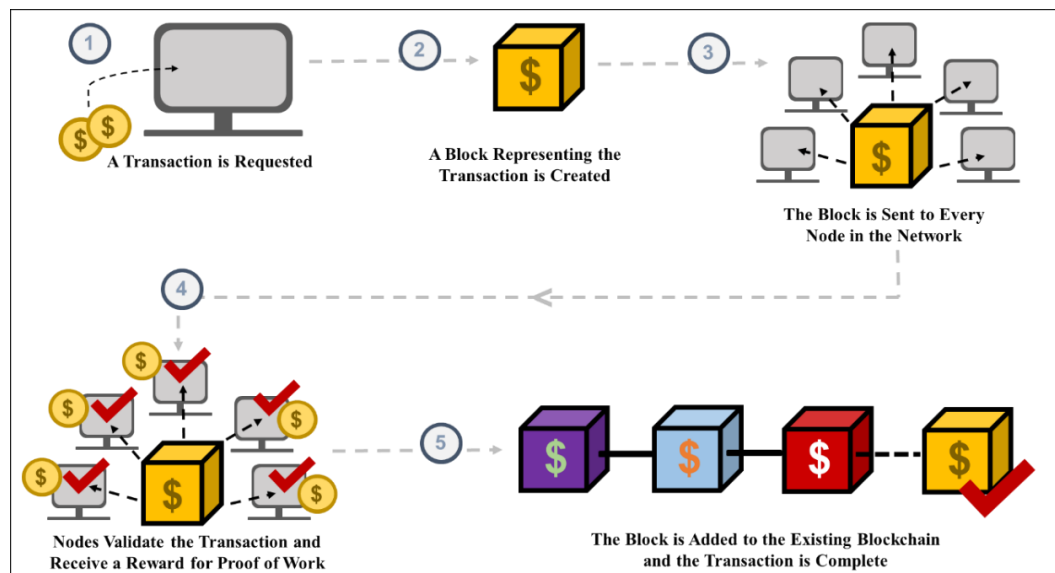 1
2
3
$
$
$
$
A Transaction is Requested
A Block Representing the
Transaction is Created
The Block is Sent to Every
Node in the Network
4
$
$
$
$
$
$
5
$
$
$
$
Nodes Validate the Transaction and
Receive a Reward for Proof of Work
The Block is Added to the Existing Blockchain
and the Transaction is Complete